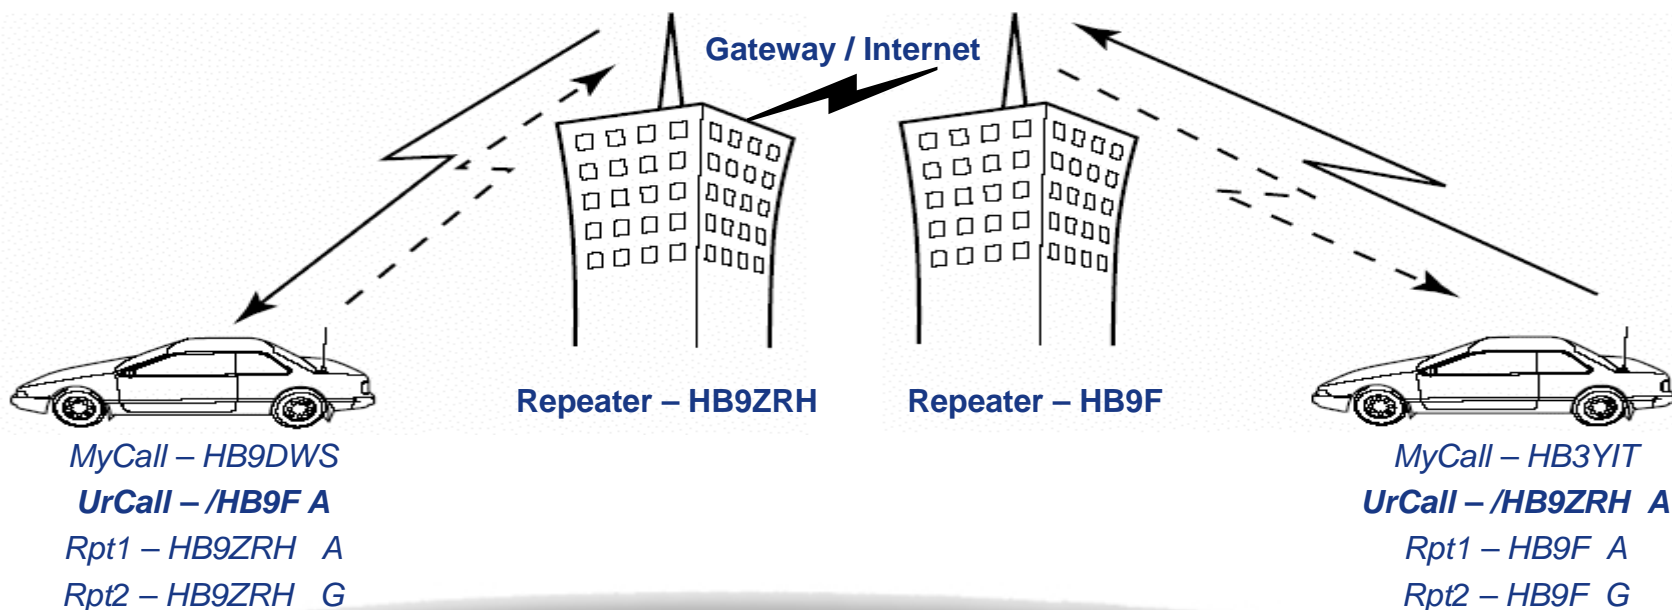 Gateway / Internet
Repeater – HB9ZRH
Repeater – HB9F
MyCall – HB9DWS
UrCall – /HB9F A
Rpt1 – HB9ZRH A
Rpt2 – HB9ZRH G
MyCall – HB3YIT
UrCall – /HB9ZRH A
Rpt1 – HB9F A
Rpt2 – HB9F G